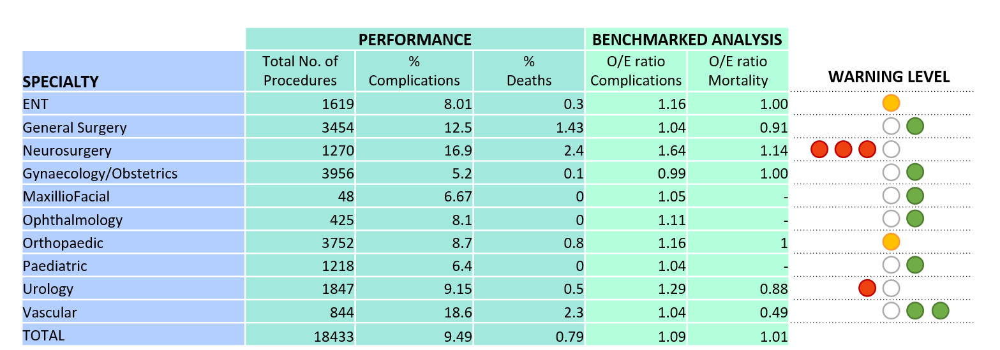 PERFORMANCE BENCHMARKED ANALYSIS
SPECIALTY Total No. of Procedures % Complications % Deaths O/E ratio Complications O/E ratio Mortality WARNING LEVEL
ENT 1619 8.01 0.3 1.16 1.00
General Surgery 3454 12.5 1.43 1.04 0.91
Neurosurgery 1270 16.9 2.4 1.64 1.14
Gynaecology/Obstetrics 3956 5.2 0.1 0.99 1.00
MaxillioFacial 48 6.67 0 1.05 -
Ophthalmology 425 8.1 0 1.11 -
Orthopaedic 3752 8.7 0.8 1.16 1
Paediatric 1218 6.4 0 1.04 -
Urology 1847 9.15 0.5 1.29 0.88
Vascular 844 18.6 2.3 1.04 0.49
TOTAL 18433 9.49 0.79 1.09 1.01